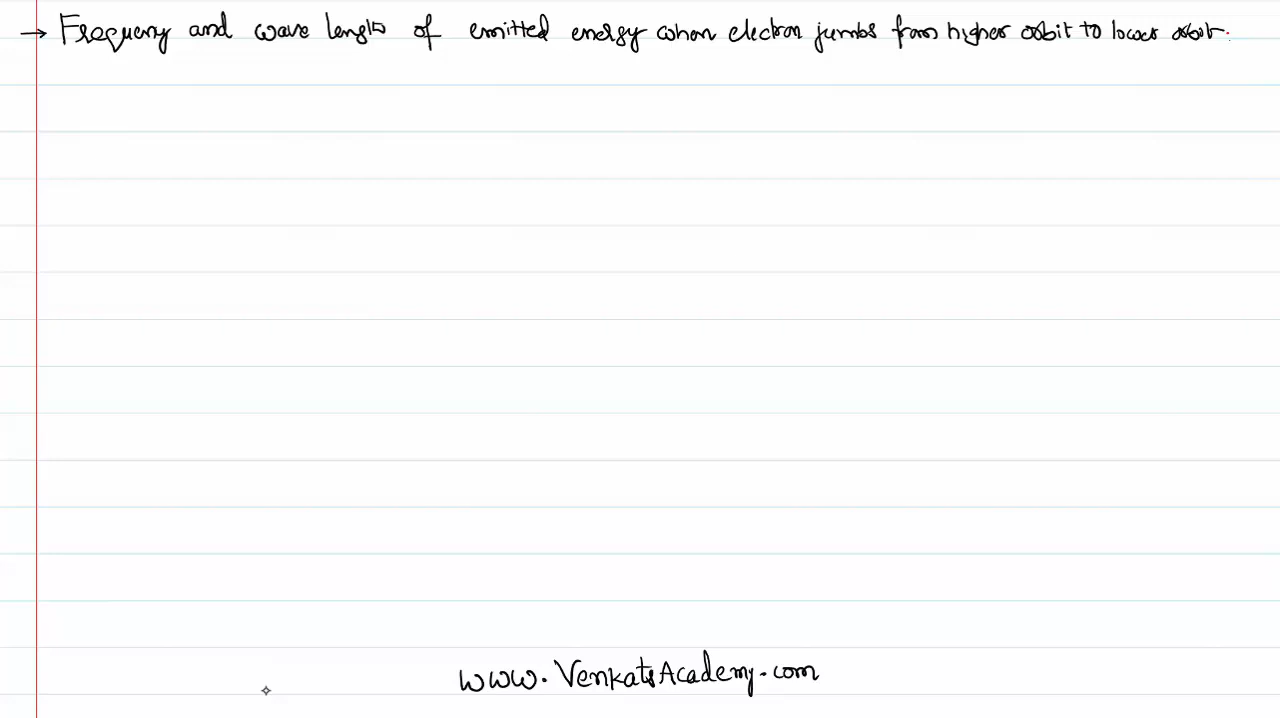 → Frequency and wave length of emitted energy when electron jumbs from higher orbit to lower orbit.
www.VenkatsAcademy.com